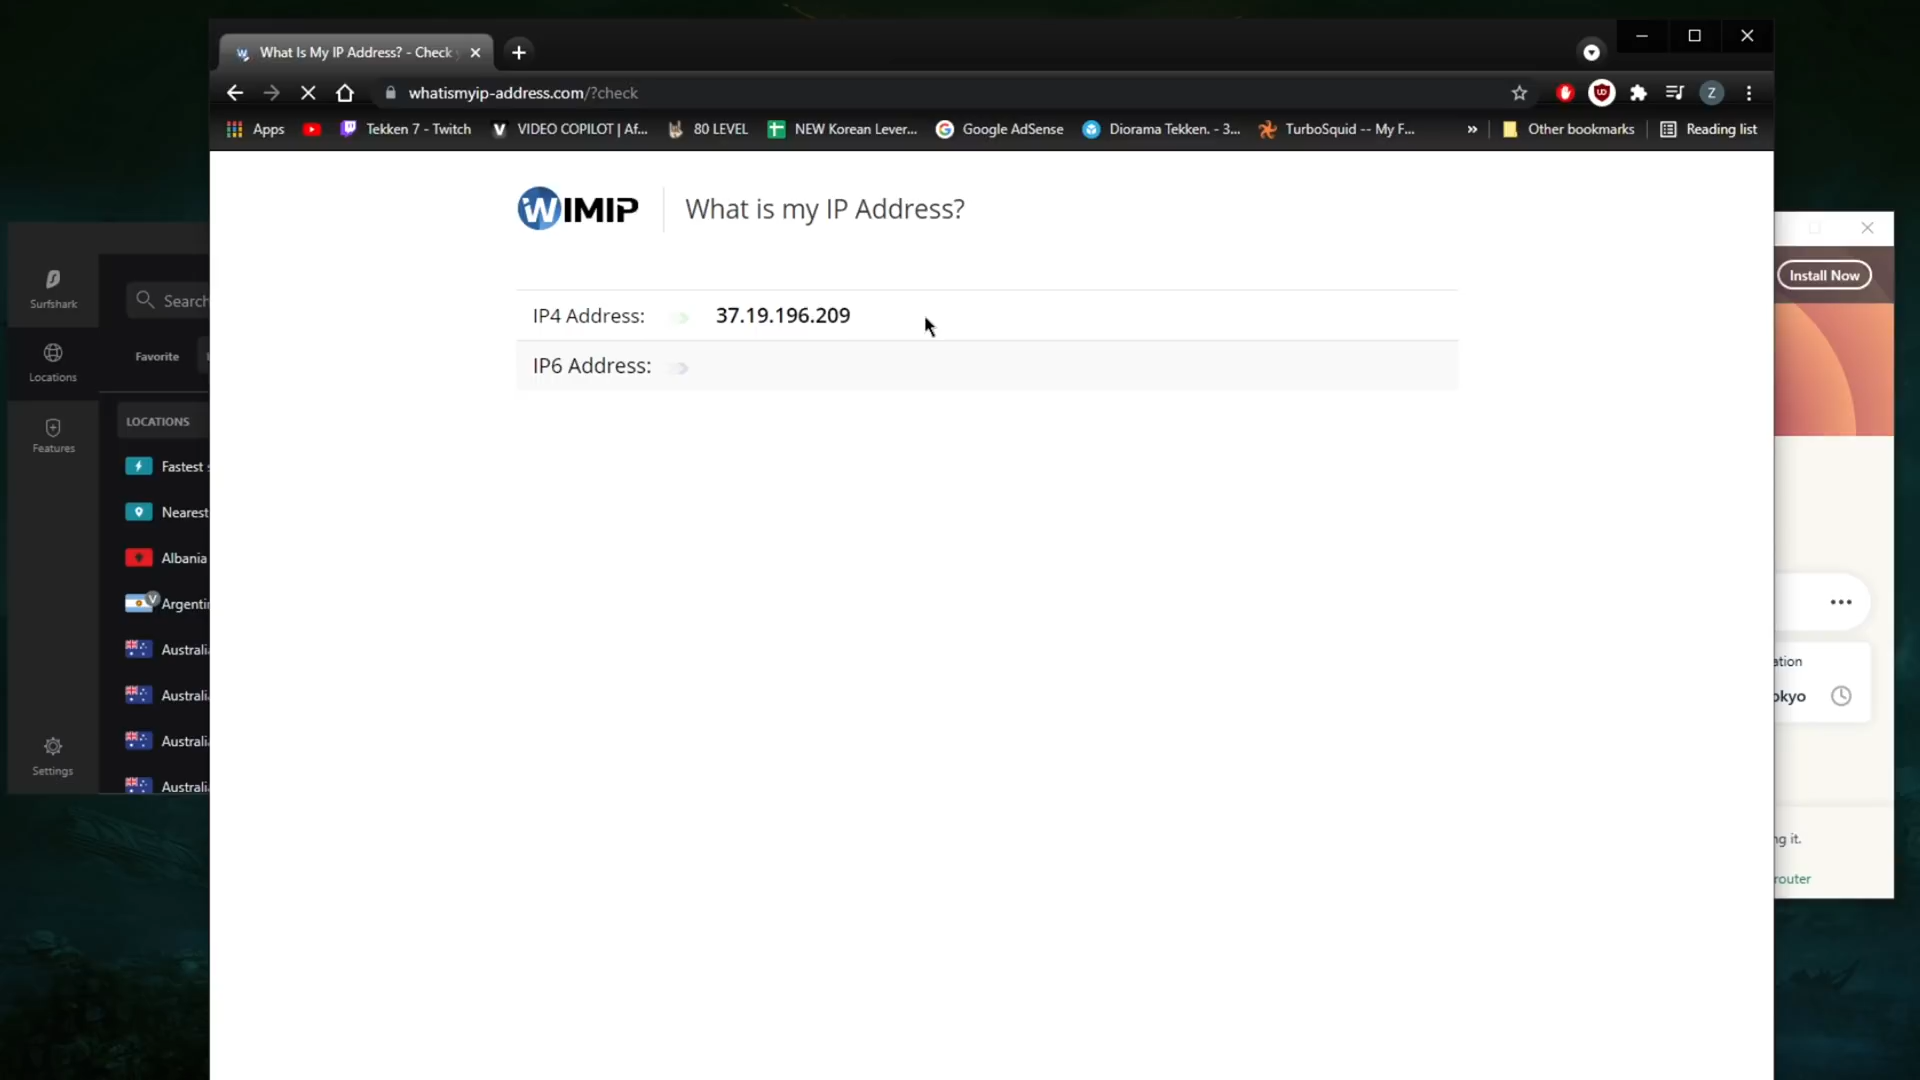 What Is My IP Address? - Check
whatismyip-address.com/?check
Apps
Tekken 7 - Twitch
VIDEO COPILOT | Af...
80 LEVEL
NEW Korean Lever...
Google AdSense
Diorama Tekken. - 3...
TurboSquid -- My F...
»
Other bookmarks
Reading list
Z
WIMIP
What is my IP Address?
IP4 Address:
37.19.196.209
IP6 Address:
Surfshark
Search
Locations
Favorite
Features
LOCATIONS
Fastest
Nearest
Albania
Argenti
Australi
Australi
Australi
Australi
Settings
Install Now
ation
okyo
ng it.
router